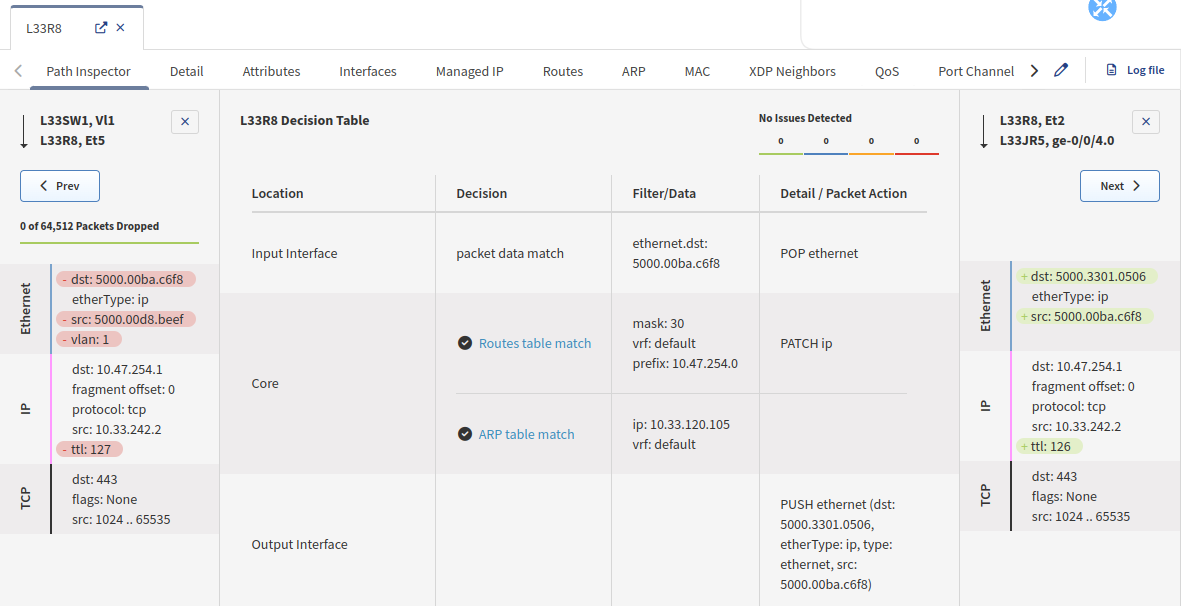 L33R8
Path Inspector
Detail
Attributes
Interfaces
Managed IP
Routes
ARP
MAC
XDP Neighbors
QoS
Port Channel
Log file
L33SW1, Vl1
L33R8, Et5
Prev
0 of 64,512 Packets Dropped
Ethernet
- dst: 5000.00ba.c6f8
etherType: ip
- src: 5000.00d8.beef
- vlan: 1
IP
dst: 10.47.254.1
fragment offset: 0
protocol: tcp
src: 10.33.242.2
- ttl: 127
TCP
dst: 443
flags: None
src: 1024 .. 65535
L33R8 Decision Table
No Issues Detected
0 0 0 0
Location Decision Filter/Data Detail / Packet Action
Input Interface
packet data match
ethernet.dst:
5000.00ba.c6f8
POP ethernet
Core
Routes table match
mask: 30
vrf: default
prefix: 10.47.254.0
PATCH ip
ARP table match
ip: 10.33.120.105
vrf: default
Output Interface
PUSH ethernet (dst:
5000.3301.0506,
etherType: ip, type:
ethernet, src:
5000.00ba.c6f8)
L33R8, Et2
L33JR5, ge-0/0/4.0
Next
Ethernet
+ dst: 5000.3301.0506
etherType: ip
+ src: 5000.00ba.c6f8
IP
dst: 10.47.254.1
fragment offset: 0
protocol: tcp
src: 10.33.242.2
+ ttl: 126
TCP
dst: 443
flags: None
src: 1024 .. 65535